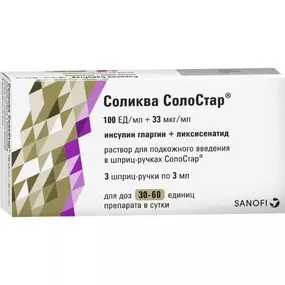 Соликва СолоСтар®
100 ЕД/мл + 33 мкг/мл
инсулин гларгин + ликсисенатид
раствор для подкожного введения
в шприц-ручках СолоСтар®
3 шприц-ручки по 3 мл
для доз 30-60 единиц
препарата в сутки
SANOFI